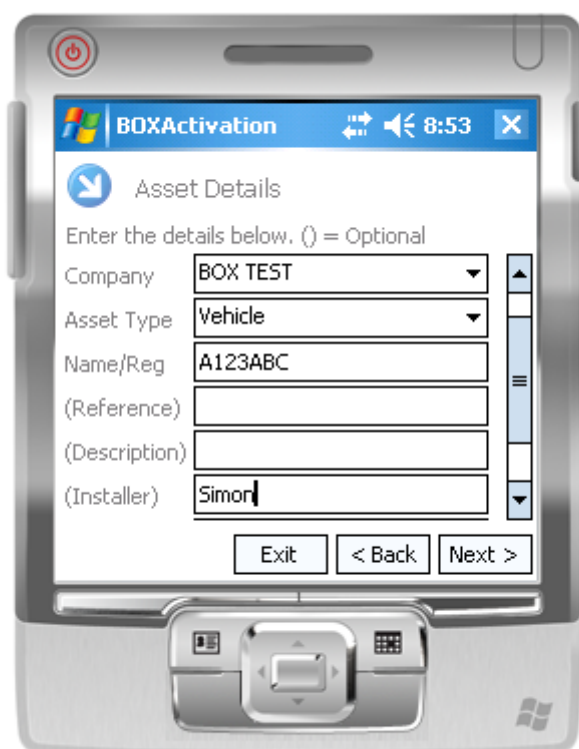 BOXActivation 8:53
Asset Details
Enter the details below. () = Optional
Company BOX TEST
Asset Type Vehicle
Name/Reg A123ABC
(Reference)
(Description)
(Installer) Simon
Exit < Back Next >